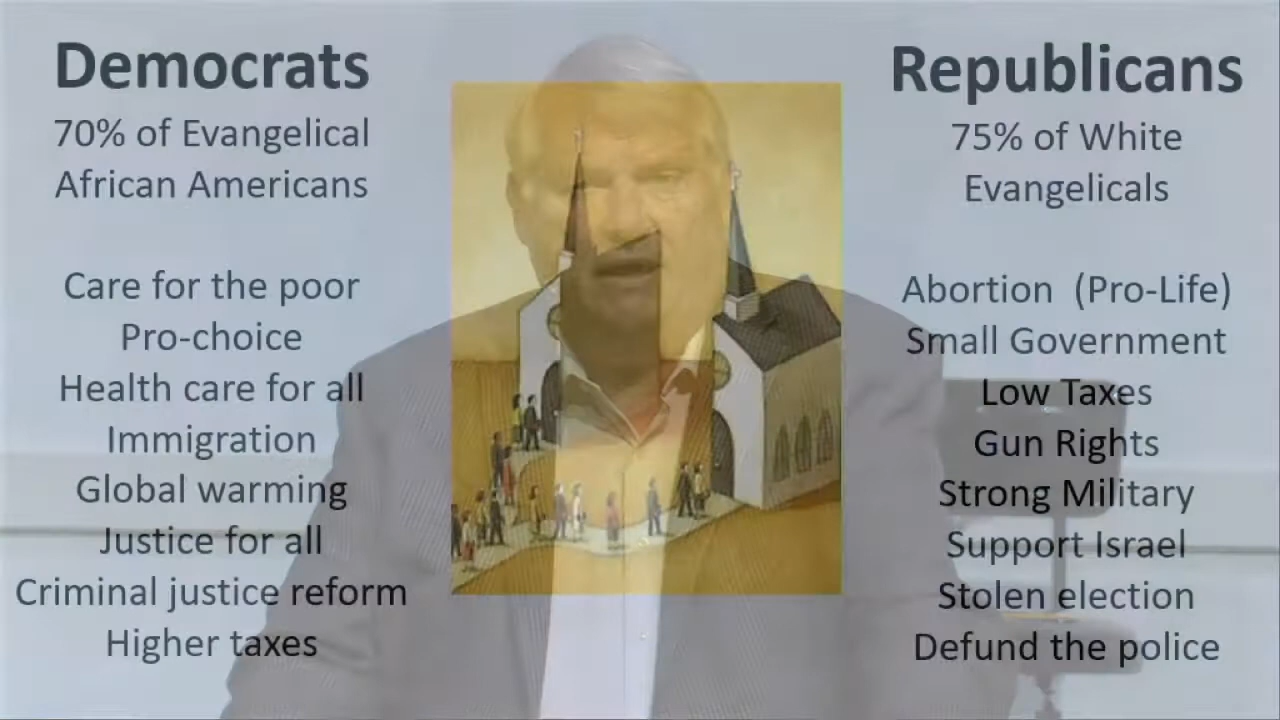 Democrats
70% of Evangelical
African Americans
Care for the poor
Pro-choice
Health care for all
Immigration
Global warming
Justice for all
Criminal justice reform
Higher taxes
Republicans
75% of White
Evangelicals
Abortion (Pro-Life)
Small Government
Low Taxes
Gun Rights
Strong Military
Support Israel
Stolen election
Defund the police